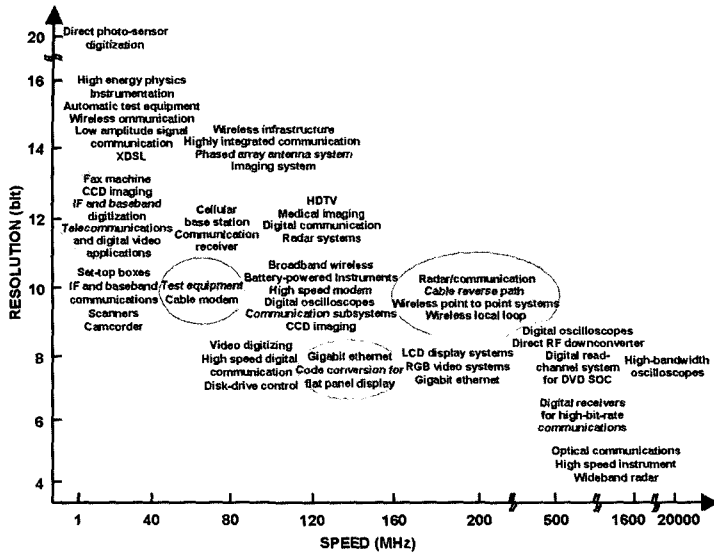 20
Direct photo-sensor
digitization
16
High energy physics
Instrumentation
Automatic test equipment
Wireless ommunication
Low amplitude signal
communication
XDSL
Wireless infrastructure
Highly integrated communication
Phased array antenna system
Imaging system
14
Fax machine
CCD imaging
IF and baseband
digitization
Telecommunications
and digital video
applications
Cellular
base station
Communication
receiver
HDTV
Medical imaging
Digital communication
Radar systems
12
RESOLUTION (bit)
Set-top boxes
IF and baseband
communications
Scanners
Camcorder
Test equipment
Cable modem
Broadband wireless
Battery-powered Instruments
High speed modem
Digital oscilloscopes
Communication subsystems
CCD imaging
Radar/communication
Cable reverse path
Wireless point to point systems
Wireless local loop
10
Video digitizing
High speed digital
communication
Disk-drive control
Gigabit ethernet
Code conversion for
flat panel display
LCD display systems
RGB video systems
Gigabit ethernet
Digital oscilloscopes
Direct RF downconverter
Digital read-
channel system
for DVD SOC
High-bandwidth
oscilloscopes
8
Digital receivers
for high-bit-rate
communications
6
Optical communications
High speed instrument
Wideband radar
4
1 40 80 120 160 200 500 1600 20000
SPEED (MHz)